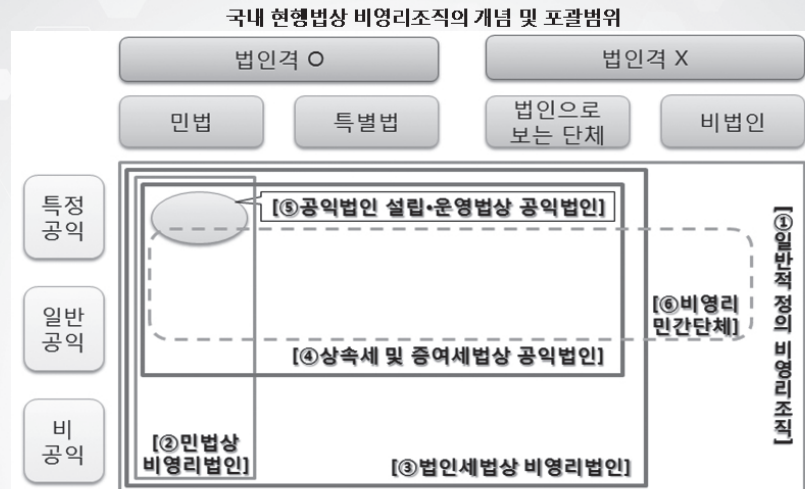 국내 현행법상 비영리조직의 개념 및 포괄범위
법인격 O
법인격 X
민법
특별법
법인으로
보는 단체
비법인
특정
공익
[⑤공익법인 설립•운영법상 공익법인]
[①일반적 정의 비영리조직]
일반
공익
[⑥비영리
민간단체]
[④상속세 및 증여세법상 공익법인]
비
공익
[②민법상
비영리법인]
[③법인세법상 비영리법인]